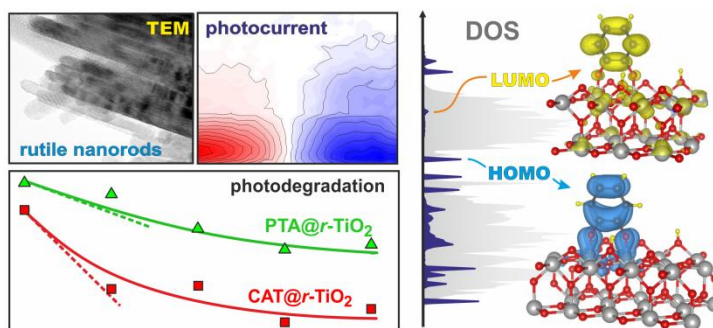 TEM
rutile nanorods
photocurrent
photodegradation
PTA@r-TiO2
CAT@r-TiO2
DOS
LUMO
HOMO